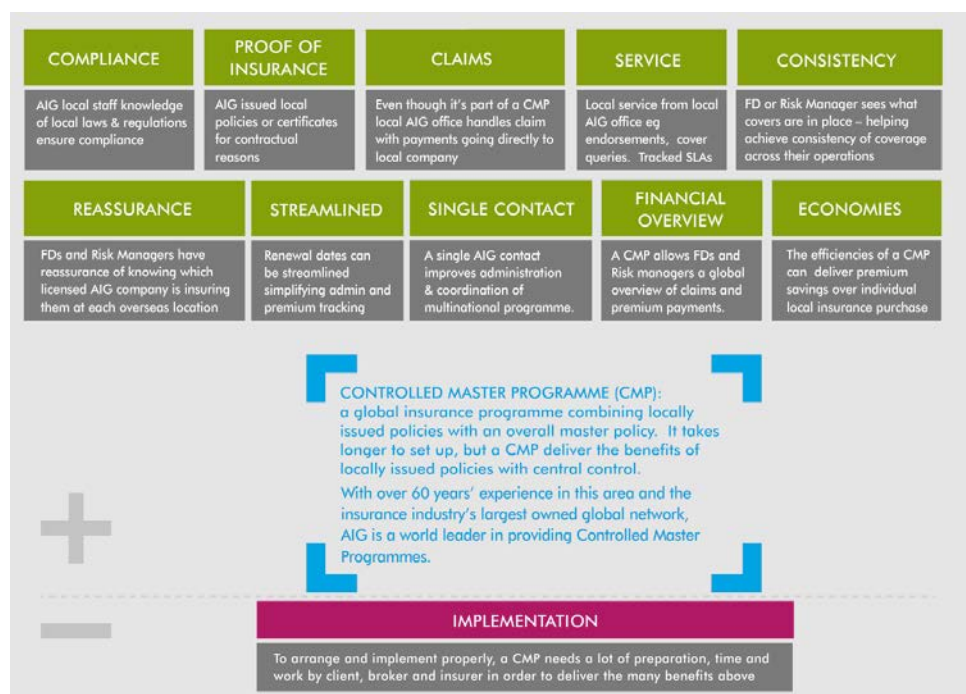 COMPLIANCE
AIG local staff knowledge
of local laws & regulations
ensure compliance
PROOF OF
INSURANCE
AIG issued local
policies or certificates
for contractual
reasons
CLAIMS
Even though it's part of a CMP
local AIG office handles claim
with payments going directly to
local company
SERVICE
Local service from local
AIG office eg
endorsements, cover
queries. Tracked SLAs
CONSISTENCY
FD or Risk Manager sees what
covers are in place – helping
achieve consistency of coverage
across their operations
REASSURANCE
FDs and Risk Managers have
reassurance of knowing which
licensed AIG company is insuring
them at each overseas location
STREAMLINED
Renewal dates can
be streamlined
simplifying admin and
premium tracking
SINGLE CONTACT
A single AIG contact
improves administration
& coordination of
multinational programme.
FINANCIAL
OVERVIEW
A CMP allows FDs and
Risk managers a global
overview of claims and
premium payments.
ECONOMIES
The efficiencies of a CMP
can deliver premium
savings over individual
local insurance purchase
CONTROLLED MASTER PROGRAMME (CMP):
a global insurance programme combining locally
issued policies with an overall master policy. It takes
longer to set up, but a CMP deliver the benefits of
locally issued policies with central control.
With over 60 years' experience in this area and the
insurance industry's largest owned global network,
AIG is a world leader in providing Controlled Master
Programmes.
IMPLEMENTATION
To arrange and implement properly, a CMP needs a lot of preparation, time and
work by client, broker and insurer in order to deliver the many benefits above